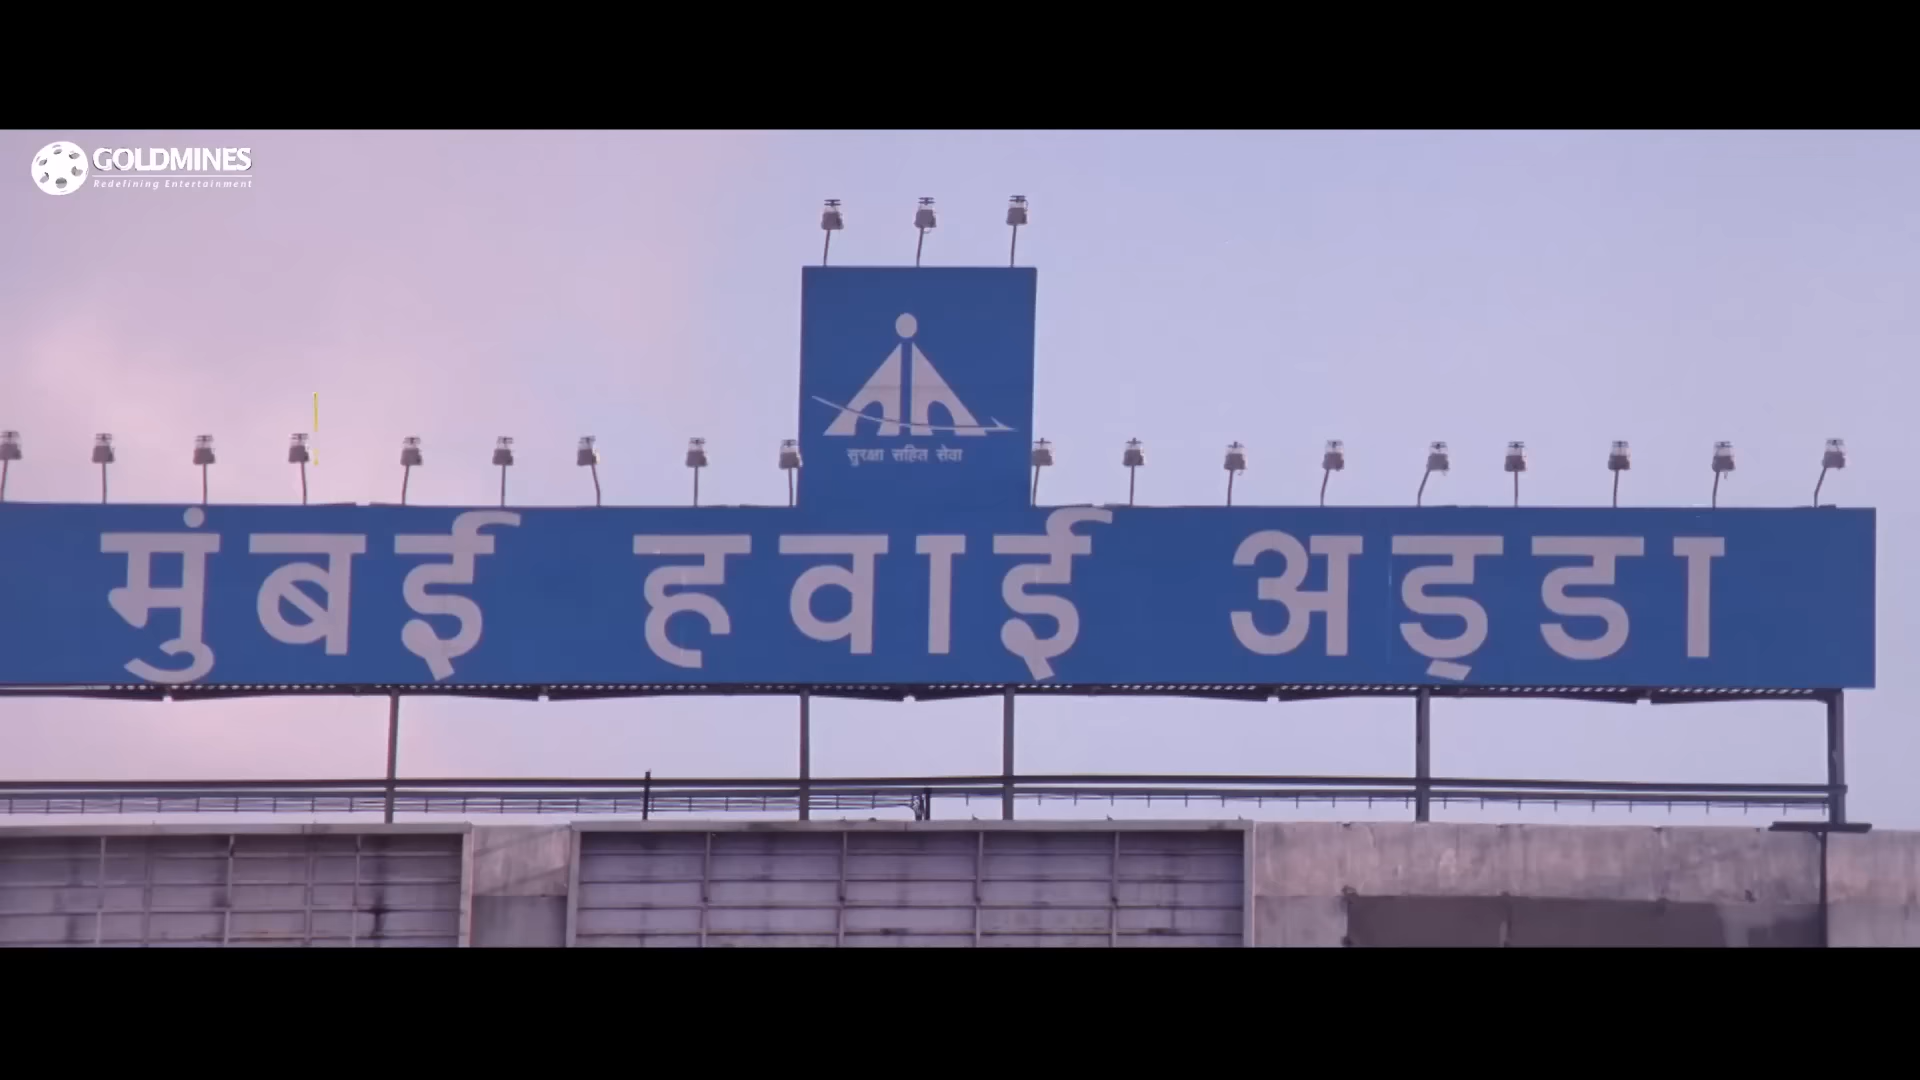 GOLDMINES
Redefining Entertainment
सुरक्षा सहित सेवा
मुंबई हवाई अड्डा